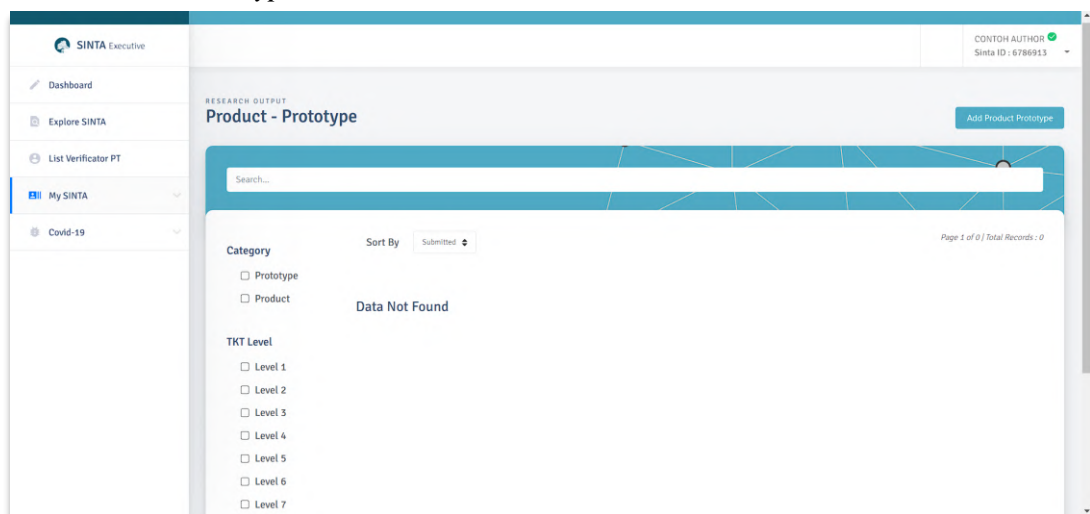 SINTA Executive
CONTOH AUTHOR
Sinta ID : 6786913
Dashboard
Explore SINTA
List Verificator PT
My SINTA
Covid-19
RESEARCH OUTPUT
Product - Prototype
Add Product Prototype
Search...
Category
Prototype
Product
TKT Level
Level 1
Level 2
Level 3
Level 4
Level 5
Level 6
Level 7
Sort By Submitted
Page 1 of 0 | Total Records : 0
Data Not Found